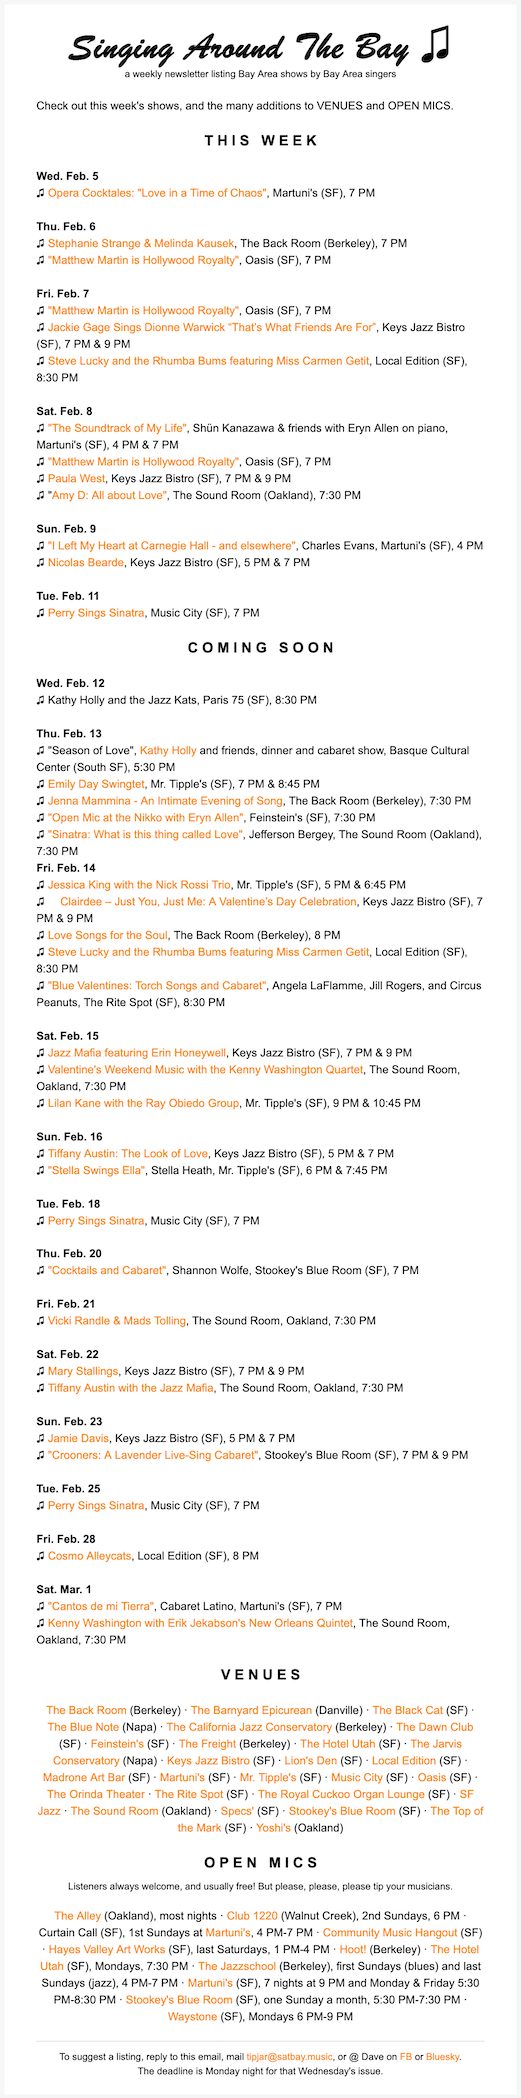 Singing Around The Bay ♫
a weekly newsletter listing Bay Area shows by Bay Area singers
Check out this week's shows, and the many additions to VENUES and OPEN MICS.
THIS WEEK
Wed. Feb. 5
♫ Opera Cocktales: "Love in a Time of Chaos", Martuni's (SF), 7 PM
Thu. Feb. 6
♫ Stephanie Strange & Melinda Kausek, The Back Room (Berkeley), 7 PM
♫ "Matthew Martin is Hollywood Royalty", Oasis (SF), 7 PM
Fri. Feb. 7
♫ "Matthew Martin is Hollywood Royalty", Oasis (SF), 7 PM
♫ Jackie Gage Sings Dionne Warwick “That’s What Friends Are For”, Keys Jazz Bistro
(SF), 7 PM & 9 PM
♫ Steve Lucky and the Rhumba Bums featuring Miss Carmen Getit, Local Edition (SF),
8:30 PM
Sat. Feb. 8
♫ "The Soundtrack of My Life", Shün Kanazawa & friends with Eryn Allen on piano,
Martuni's (SF), 4 PM & 7 PM
♫ "Matthew Martin is Hollywood Royalty", Oasis (SF), 7 PM
♫ Paula West, Keys Jazz Bistro (SF), 7 PM & 9 PM
♫ "Amy D: All about Love", The Sound Room (Oakland), 7:30 PM
Sun. Feb. 9
♫ "I Left My Heart at Carnegie Hall - and elsewhere", Charles Evans, Martuni's (SF), 4 PM
♫ Nicolas Bearde, Keys Jazz Bistro (SF), 5 PM & 7 PM
Tue. Feb. 11
♫ Perry Sings Sinatra, Music City (SF), 7 PM
COMING SOON
Wed. Feb. 12
♫ Kathy Holly and the Jazz Kats, Paris 75 (SF), 8:30 PM
Thu. Feb. 13
♫ "Season of Love", Kathy Holly and friends, dinner and cabaret show, Basque Cultural
Center (South SF), 5:30 PM
♫ Emily Day Swingtet, Mr. Tipple's (SF), 7 PM & 8:45 PM
♫ Jenna Mammina - An Intimate Evening of Song, The Back Room (Berkeley), 7:30 PM
♫ "Open Mic at the Nikko with Eryn Allen", Feinstein's (SF), 7:30 PM
♫ "Sinatra: What is this thing called Love", Jefferson Bergey, The Sound Room (Oakland),
7:30 PM
Fri. Feb. 14
♫ Jessica King with the Nick Rossi Trio, Mr. Tipple's (SF), 5 PM & 6:45 PM
♫ Clairdee – Just You, Just Me: A Valentine’s Day Celebration, Keys Jazz Bistro (SF), 7
PM & 9 PM
♫ Love Songs for the Soul, The Back Room (Berkeley), 8 PM
♫ Steve Lucky and the Rhumba Bums featuring Miss Carmen Getit, Local Edition (SF),
8:30 PM
♫ "Blue Valentines: Torch Songs and Cabaret", Angela LaFlamme, Jill Rogers, and Circus
Peanuts, The Rite Spot (SF), 8:30 PM
Sat. Feb. 15
♫ Jazz Mafia featuring Erin Honeywell, Keys Jazz Bistro (SF), 7 PM & 9 PM
♫ Valentine's Weekend Music with the Kenny Washington Quartet, The Sound Room,
Oakland, 7:30 PM
♫ Lilan Kane with the Ray Obiedo Group, Mr. Tipple's (SF), 9 PM & 10:45 PM
Sun. Feb. 16
♫ Tiffany Austin: The Look of Love, Keys Jazz Bistro (SF), 5 PM & 7 PM
♫ "Stella Swings Ella", Stella Heath, Mr. Tipple's (SF), 6 PM & 7:45 PM
Tue. Feb. 18
♫ Perry Sings Sinatra, Music City (SF), 7 PM
Thu. Feb. 20
♫ "Cocktails and Cabaret", Shannon Wolfe, Stookey's Blue Room (SF), 7 PM
Fri. Feb. 21
♫ Vicki Randle & Mads Tolling, The Sound Room, Oakland, 7:30 PM
Sat. Feb. 22
♫ Mary Stallings, Keys Jazz Bistro (SF), 7 PM & 9 PM
♫ Tiffany Austin with the Jazz Mafia, The Sound Room, Oakland, 7:30 PM
Sun. Feb. 23
♫ Jamie Davis, Keys Jazz Bistro (SF), 5 PM & 7 PM
♫ "Crooners: A Lavender Live-Sing Cabaret", Stookey's Blue Room (SF), 7 PM & 9 PM
Tue. Feb. 25
♫ Perry Sings Sinatra, Music City (SF), 7 PM
Fri. Feb. 28
♫ Cosmo Alleycats, Local Edition (SF), 8 PM
Sat. Mar. 1
♫ "Cantos de mi Tierra", Cabaret Latino, Martuni's (SF), 7 PM
♫ Kenny Washington with Erik Jekabson's New Orleans Quintet, The Sound Room,
Oakland, 7:30 PM
VENUES
The Back Room (Berkeley) · The Barnyard Epicurean (Danville) · The Black Cat (SF) ·
The Blue Note (Napa) · The California Jazz Conservatory (Berkeley) · The Dawn Club
(SF) · Feinstein's (SF) · The Freight (Berkeley) · The Hotel Utah (SF) · The Jarvis
Conservatory (Napa) · Keys Jazz Bistro (SF) · Lion's Den (SF) · Local Edition (SF) ·
Madrone Art Bar (SF) · Martuni's (SF) · Mr. Tipple's (SF) · Music City (SF) · Oasis (SF) ·
The Orinda Theater · The Rite Spot (SF) · The Royal Cuckoo Organ Lounge (SF) · SF
Jazz · The Sound Room (Oakland) · Specs' (SF) · Stookey's Blue Room (SF) · The Top of
the Mark (SF) · Yoshi's (Oakland)
OPEN MICS
Listeners always welcome, and usually free! But please, please, please tip your musicians.
The Alley (Oakland), most nights · Club 1220 (Walnut Creek), 2nd Sundays, 6 PM ·
Curtain Call (SF), 1st Sundays at Martuni's, 4 PM-7 PM · Community Music Hangout (SF)
· Hayes Valley Art Works (SF), last Saturdays, 1 PM-4 PM · Hoot! (Berkeley) · The Hotel
Utah (SF), Mondays, 7:30 PM · The Jazzschool (Berkeley), first Sundays (blues) and last
Sundays (jazz), 4 PM-7 PM · Martuni's (SF), 7 nights at 9 PM and Monday & Friday 5:30
PM-8:30 PM · Stookey's Blue Room (SF), one Sunday a month, 5:30 PM-7:30 PM ·
Waystone (SF), Mondays 6 PM-9 PM
To suggest a listing, reply to this email, mail tipjar@satbay.music, or @ Dave on FB or Bluesky.
The deadline is Monday night for that Wednesday's issue.